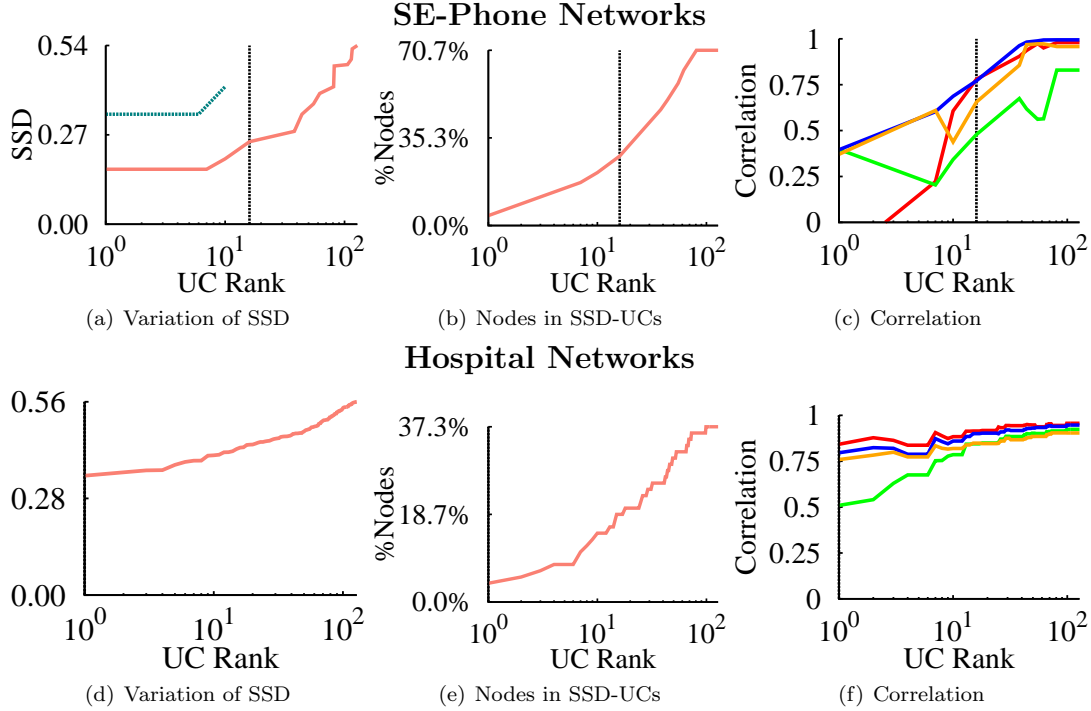 SE-Phone Networks
0.54
0.27
0.00
SSD
10^0
10^1
10^2
UC Rank
(a) Variation of SSD
70.7%
35.3%
0.0%
%Nodes
10^0
10^1
10^2
UC Rank
(b) Nodes in SSD-UCs
1
0.75
0.5
0.25
0
Correlation
10^0
10^1
10^2
UC Rank
(c) Correlation
Hospital Networks
0.56
0.28
0.00
10^0
10^1
10^2
UC Rank
(d) Variation of SSD
37.3%
18.7%
0.0%
%Nodes
10^0
10^1
10^2
UC Rank
(e) Nodes in SSD-UCs
1
0.75
0.5
0.25
0
Correlation
10^0
10^1
10^2
UC Rank
(f) Correlation